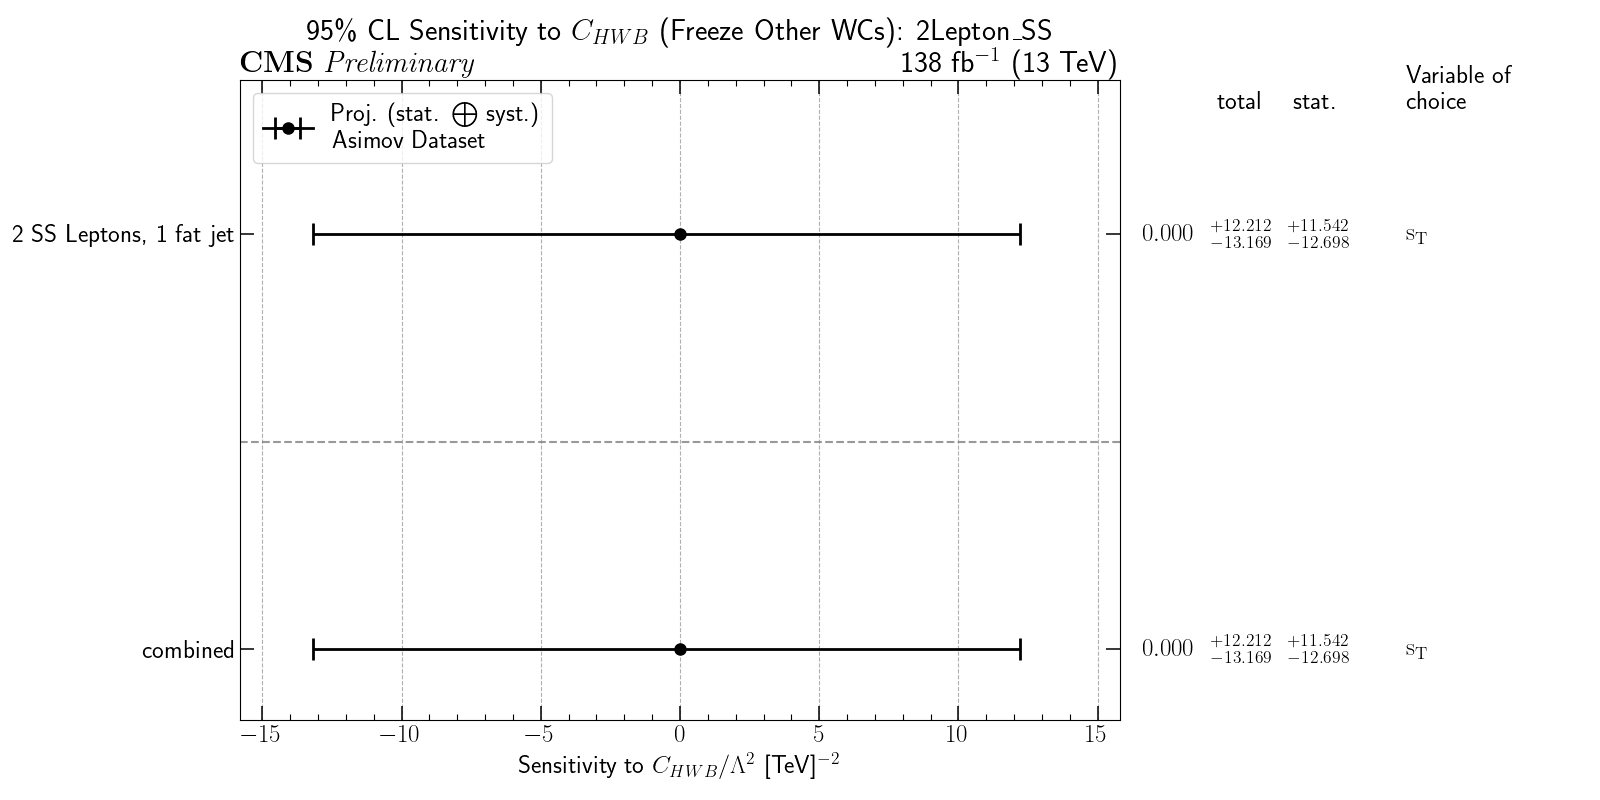 95% CL Sensitivity to C_{HWB} (Freeze Other WCs): 2Lepton_SS
CMS Preliminary 138 fb^{−1} (13 TeV)
Variable of
total stat. choice
Proj. (stat. ⨁ syst.)
Asimov Dataset
2 SS Leptons, 1 fat jet 0.000 +12.212 −13.169 +11.542 −12.698 s_T
combined 0.000 +12.212 −13.169 +11.542 −12.698 s_T
−15 −10 −5 0 5 10 15
Sensitivity to C_{HWB}/Λ^2 [TeV]^{−2}